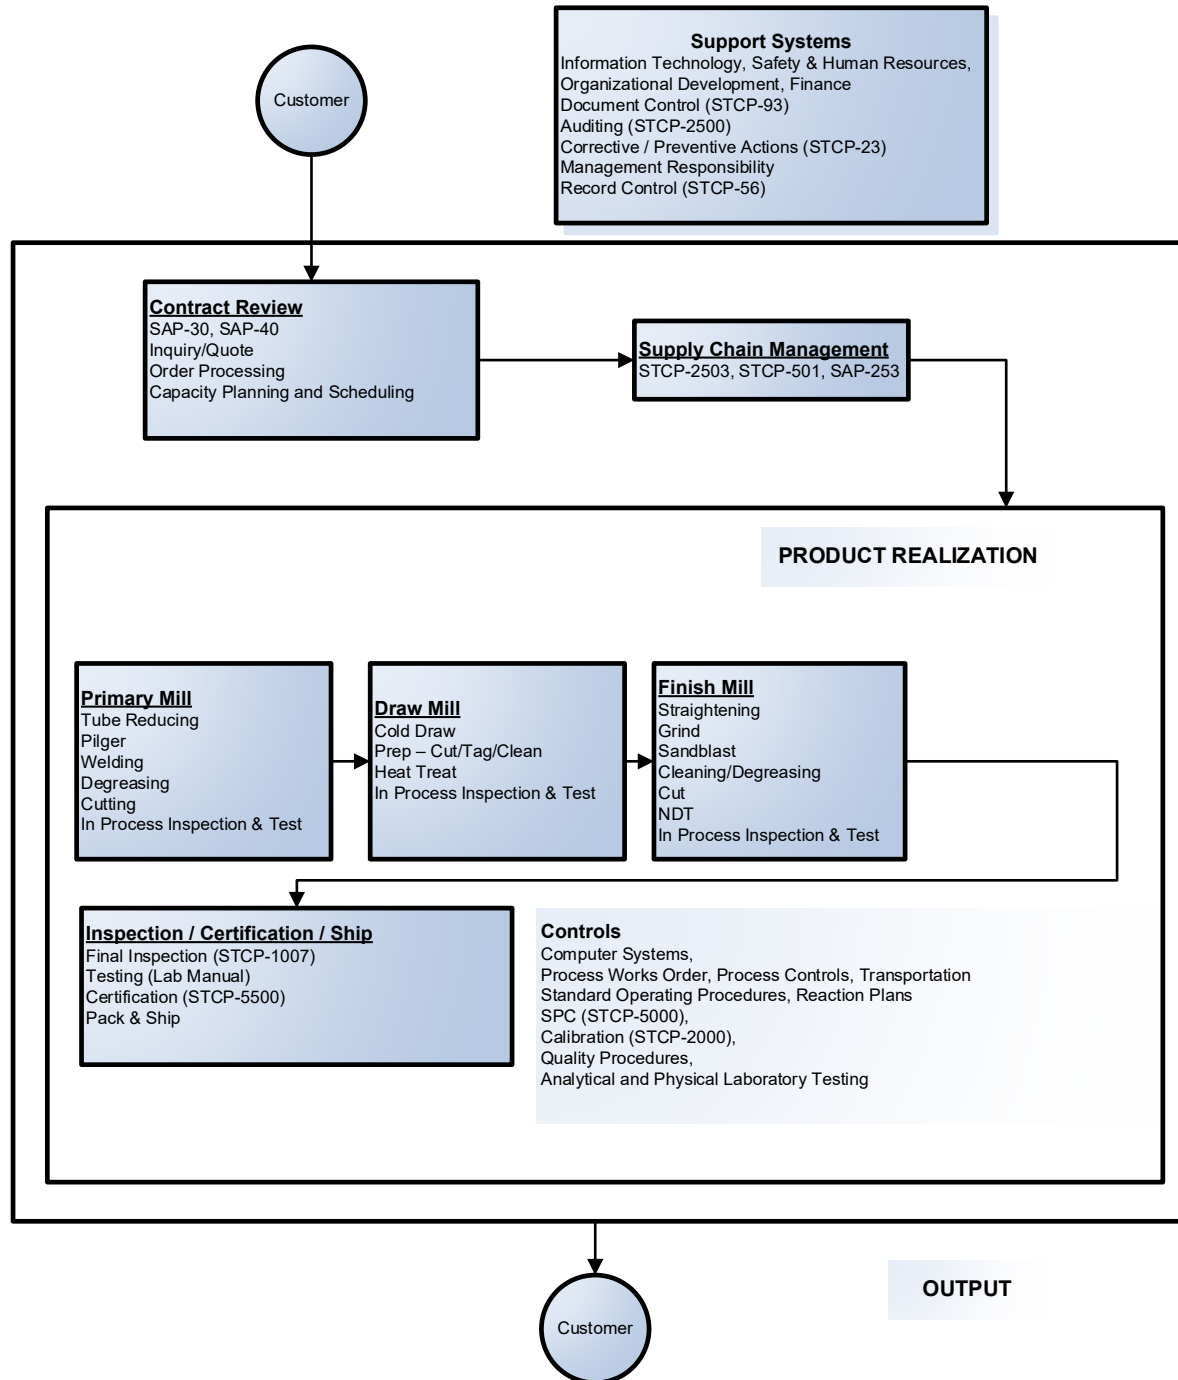 Customer
Support Systems
Information Technology, Safety & Human Resources,
Organizational Development, Finance
Document Control (STCP-93)
Auditing (STCP-2500)
Corrective / Preventive Actions (STCP-23)
Management Responsibility
Record Control (STCP-56)
Contract Review
SAP-30, SAP-40
Inquiry/Quote
Order Processing
Capacity Planning and Scheduling
Supply Chain Management
STCP-2503, STCP-501, SAP-253
PRODUCT REALIZATION
Primary Mill
Tube Reducing
Pilger
Welding
Degreasing
Cutting
In Process Inspection & Test
Draw Mill
Cold Draw
Prep – Cut/Tag/Clean
Heat Treat
In Process Inspection & Test
Finish Mill
Straightening
Grind
Sandblast
Cleaning/Degreasing
Cut
NDT
In Process Inspection & Test
Inspection / Certification / Ship
Final Inspection (STCP-1007)
Testing (Lab Manual)
Certification (STCP-5500)
Pack & Ship
Controls
Computer Systems,
Process Works Order, Process Controls, Transportation
Standard Operating Procedures, Reaction Plans
SPC (STCP-5000),
Calibration (STCP-2000),
Quality Procedures,
Analytical and Physical Laboratory Testing
OUTPUT
Customer